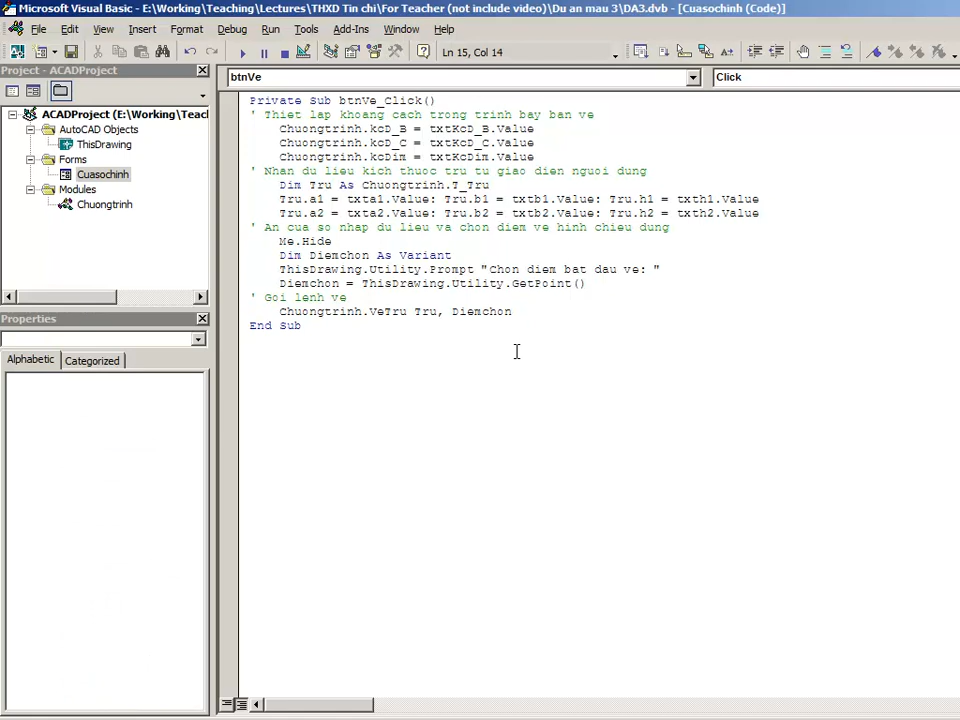 Microsoft Visual Basic - E:\Working\Teaching\Lectures\THXD Tin chi\For Teacher (not include video)\Du an mau 3\DA3.dvb - [Cuasochinh (Code)]
File Edit View Insert Format Debug Run Tools Add-Ins Window Help
Ln 15, Col 14
Project - ACADProject
btnVe
Click
ACADProject (E:\Working\Teacl
AutoCAD Objects
ThisDrawing
Forms
Cuasochinh
Modules
Chuongtrinh
Properties
Alphabetic Categorized
Private Sub btnVe_Click()
' Thiet lap khoang cach trong trinh bay ban ve
Chuongtrinh.kcD_B = txtKcD_B.Value
Chuongtrinh.kcD_C = txtKcD_C.Value
Chuongtrinh.kcDim = txtKcDim.Value
' Nhan du lieu kich thuoc tru tu giao dien nguoi dung
Dim Tru As Chuongtrinh.T_Tru
Tru.a1 = txta1.Value: Tru.b1 = txtb1.Value: Tru.h1 = txth1.Value
Tru.a2 = txta2.Value: Tru.b2 = txtb2.Value: Tru.h2 = txth2.Value
' An cua so nhap du lieu va chon diem ve hinh chieu dung
Me.Hide
Dim Diemchon As Variant
ThisDrawing.Utility.Prompt "Chon diem bat dau ve: "
Diemchon = ThisDrawing.Utility.GetPoint()
' Goi lenh ve
Chuongtrinh.VeTru Tru, Diemchon
End Sub